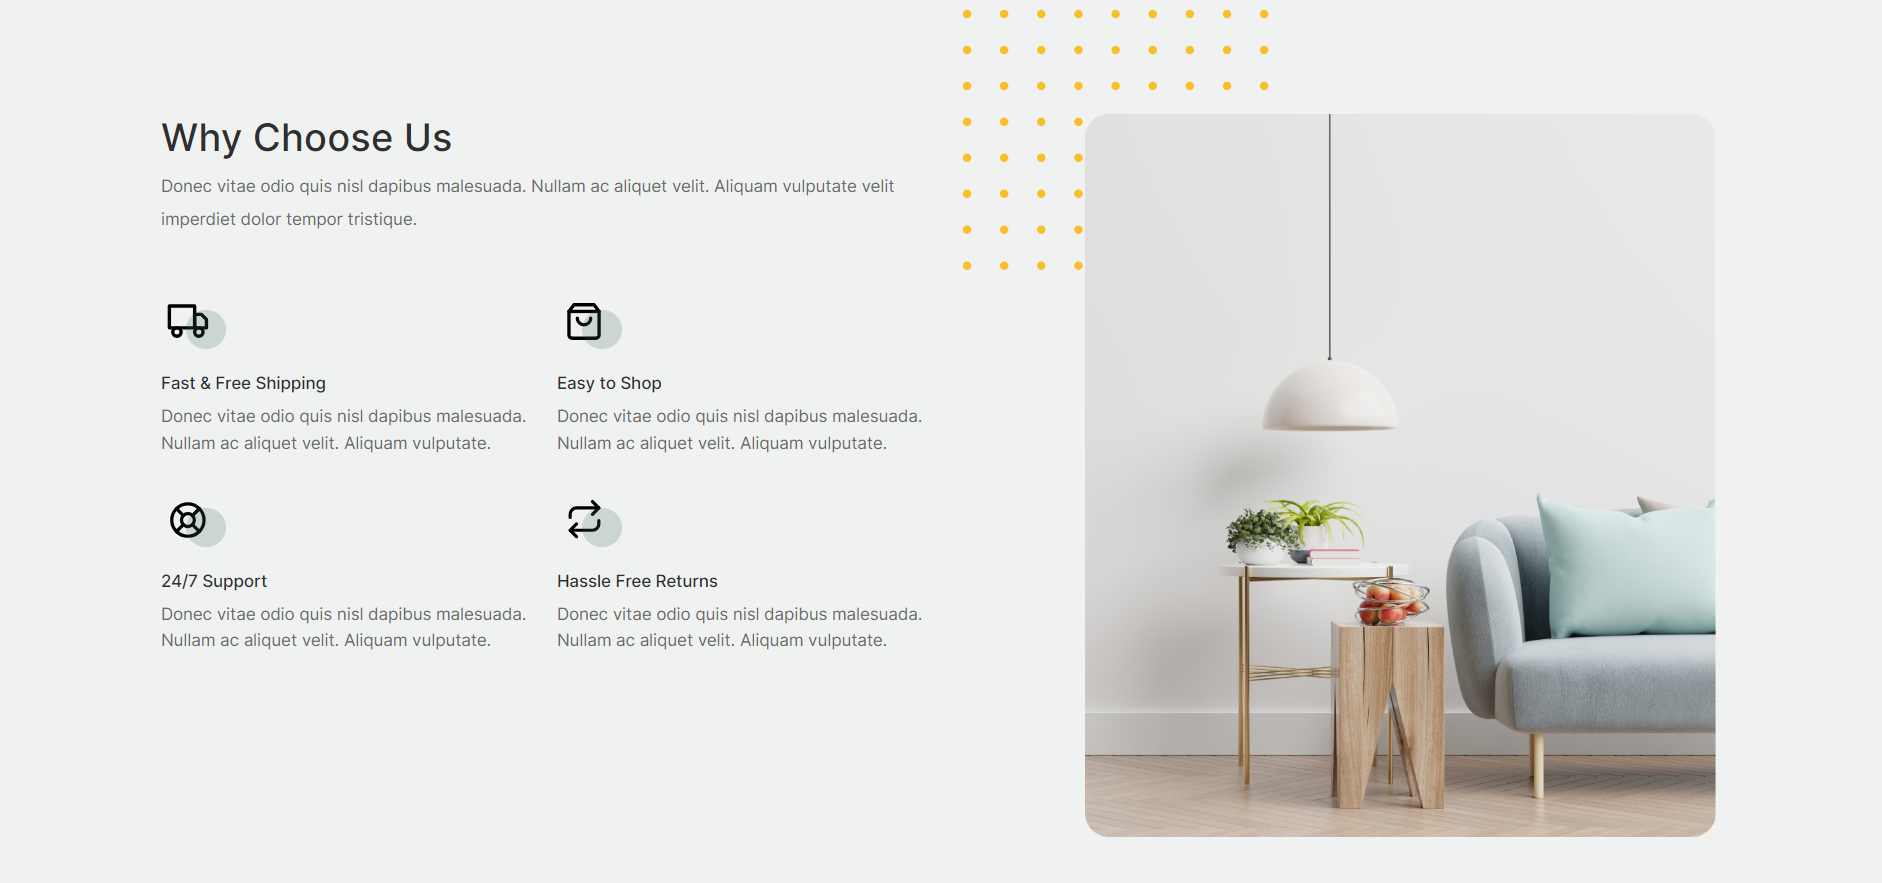 Why Choose Us
Donec vitae odio quis nisl dapibus malesuada. Nullam ac aliquet velit. Aliquam vulputate velit
imperdiet dolor tempor tristique.
Fast & Free Shipping
Donec vitae odio quis nisl dapibus malesuada.
Nullam ac aliquet velit. Aliquam vulputate.
Easy to Shop
Donec vitae odio quis nisl dapibus malesuada.
Nullam ac aliquet velit. Aliquam vulputate.
24/7 Support
Donec vitae odio quis nisl dapibus malesuada.
Nullam ac aliquet velit. Aliquam vulputate.
Hassle Free Returns
Donec vitae odio quis nisl dapibus malesuada.
Nullam ac aliquet velit. Aliquam vulputate.